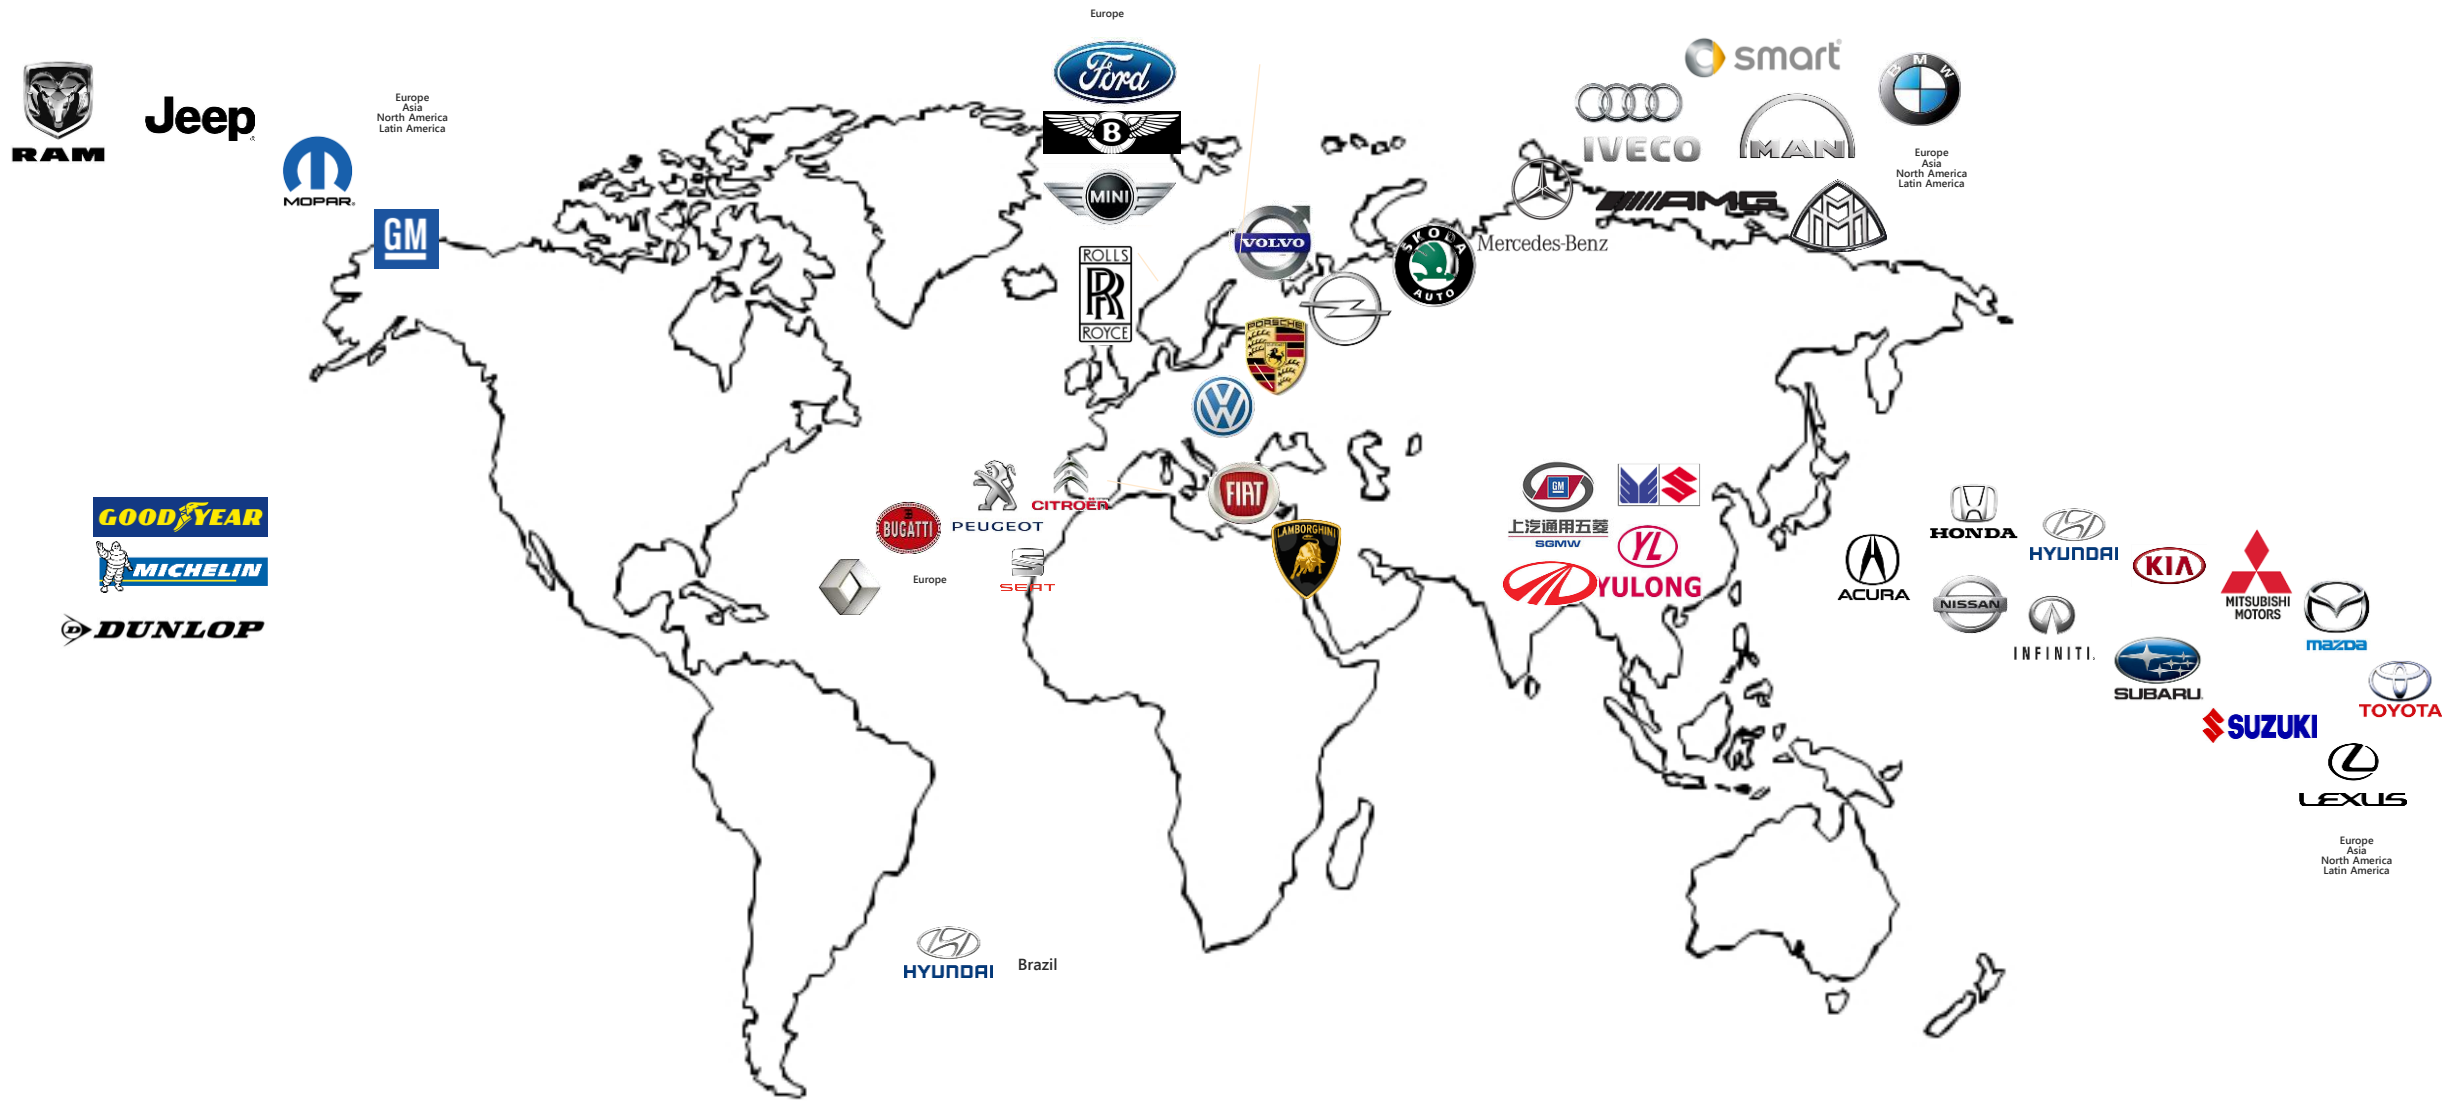 Europe
Ford
B
MINI
ROLLS
RR
ROYCE
RAM
Jeep
MOPAR
Europe
Asia
North America
Latin America
GM
smart
BMW
IVECO
MAN
AMG
Europe
Asia
North America
Latin America
Mercedes-Benz
VOLVO
SKODA
AUTO
PORSCHE
GOODYEAR
MICHELIN
D DUNLOP
BUGATTI
PEUGEOT
CITROËN
SEAT
Europe
FIAT
LAMBORGHINI
GM
上汽通用五菱
SGMW
YL
YULONG
HONDA
ACURA
HYUNDAI
KIA
MITSUBISHI
MOTORS
NISSAN
INFINITI
mazda
SUBARU
TOYOTA
SUZUKI
LEXUS
Europe
Asia
North America
Latin America
HYUNDAI
Brazil